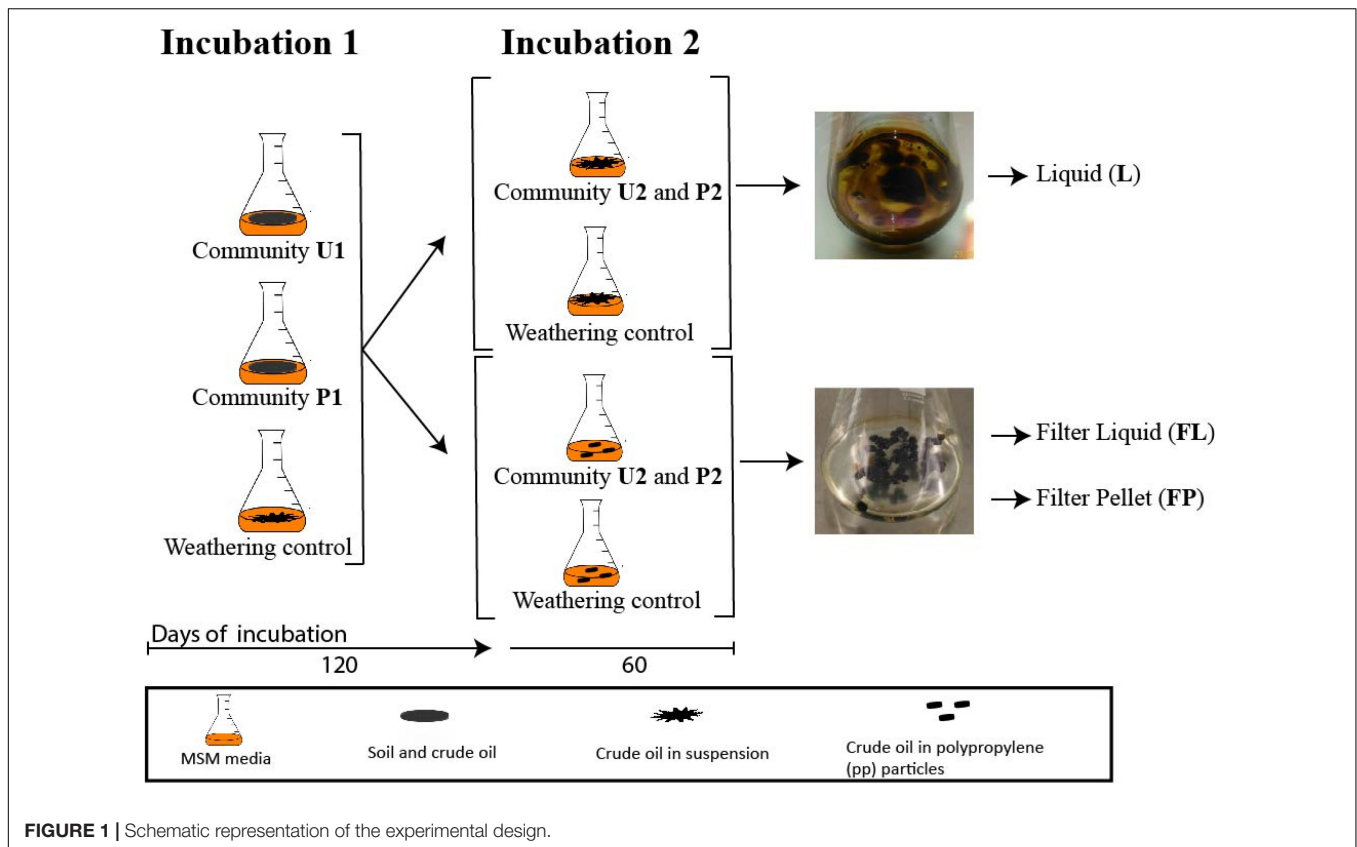 Incubation 1
Incubation 2
Community U1
Community P1
Weathering control
Community U2 and P2
Weathering control
Community U2 and P2
Weathering control
Liquid (L)
Filter Liquid (FL)
Filter Pellet (FP)
Days of incubation
120
60
MSM media
Soil and crude oil
Crude oil in suspension
Crude oil in polypropylene
(pp) particles
FIGURE 1 | Schematic representation of the experimental design.